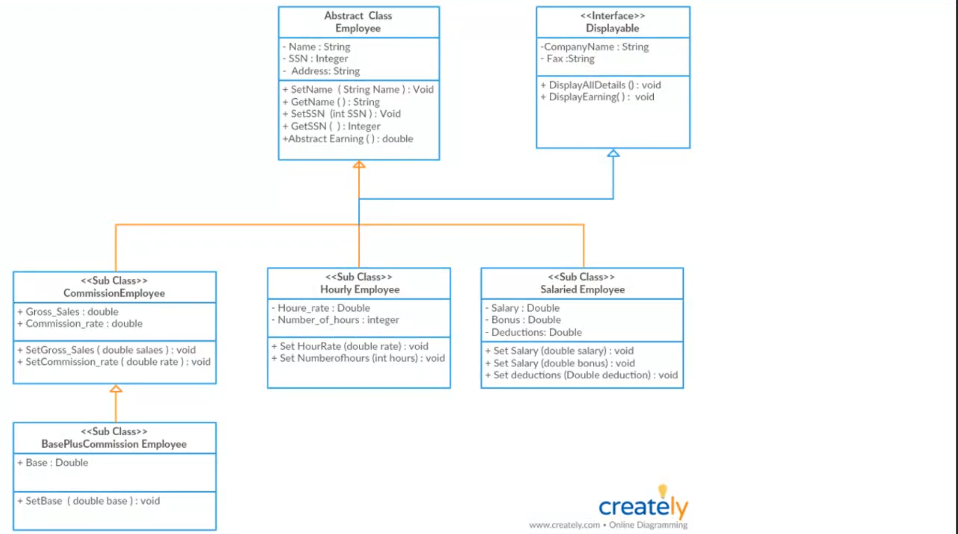 Abstract Class
Employee
- Name : String
- SSN : Integer
- Address: String
+ SetName ( String Name ) : Void
+ GetName ( ) : String
+ SetSSN (int SSN ) : Void
+ GetSSN ( ) : Integer
+Abstract Earning ( ) : double
<<Interface>>
Displayable
-CompanyName : String
- Fax :String
+ DisplayAllDetails () : void
+ DisplayEarning( ) : void
<<Sub Class>>
CommissionEmployee
+ Gross_Sales : double
+ Commission_rate : double
+ SetGross_Sales ( double salaes ) : void
+ SetCommission_rate ( double rate ) : void
<<Sub Class>>
Hourly Employee
- Houre_rate : Double
- Number_of_hours : integer
+ Set HourRate (double rate) : void
+ Set Numberofhours (int hours) : void
<<Sub Class>>
Salaried Employee
- Salary : Double
- Bonus : Double
- Deductions: Double
+ Set Salary (double salary) : void
+ Set Salary (double bonus) : void
+ Set deductions (Double deduction) : void
<<Sub Class>>
BasePlusCommission Employee
+ Base : Double
+ SetBase ( double base ) : void
creately
www.creately.com • Online Diagramming